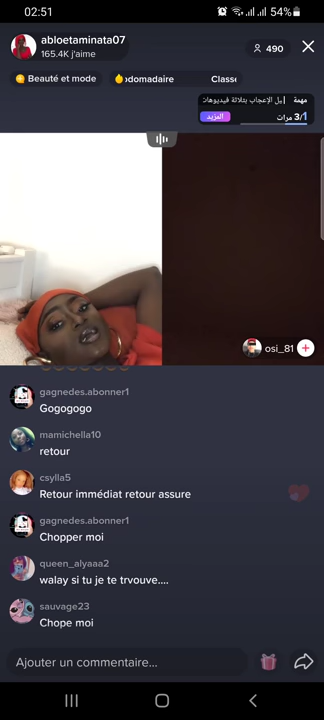 02:51
54%
abloetaminata07
165.4K j'aime
490
Beauté et mode
odomadaire
Classe
مهمة
يل الإعجاب بثلاثة فيديوهات
3/1 مرات
المزيد
osi_81
gagnedes.abonner1
Gogogogo
mamichella10
retour
csylla5
Retour immédiat retour assure
gagnedes.abonner1
Chopper moi
queen_alyaaa2
walay si tu je te trvouve....
sauvage23
Chope moi
Ajouter un commentaire...